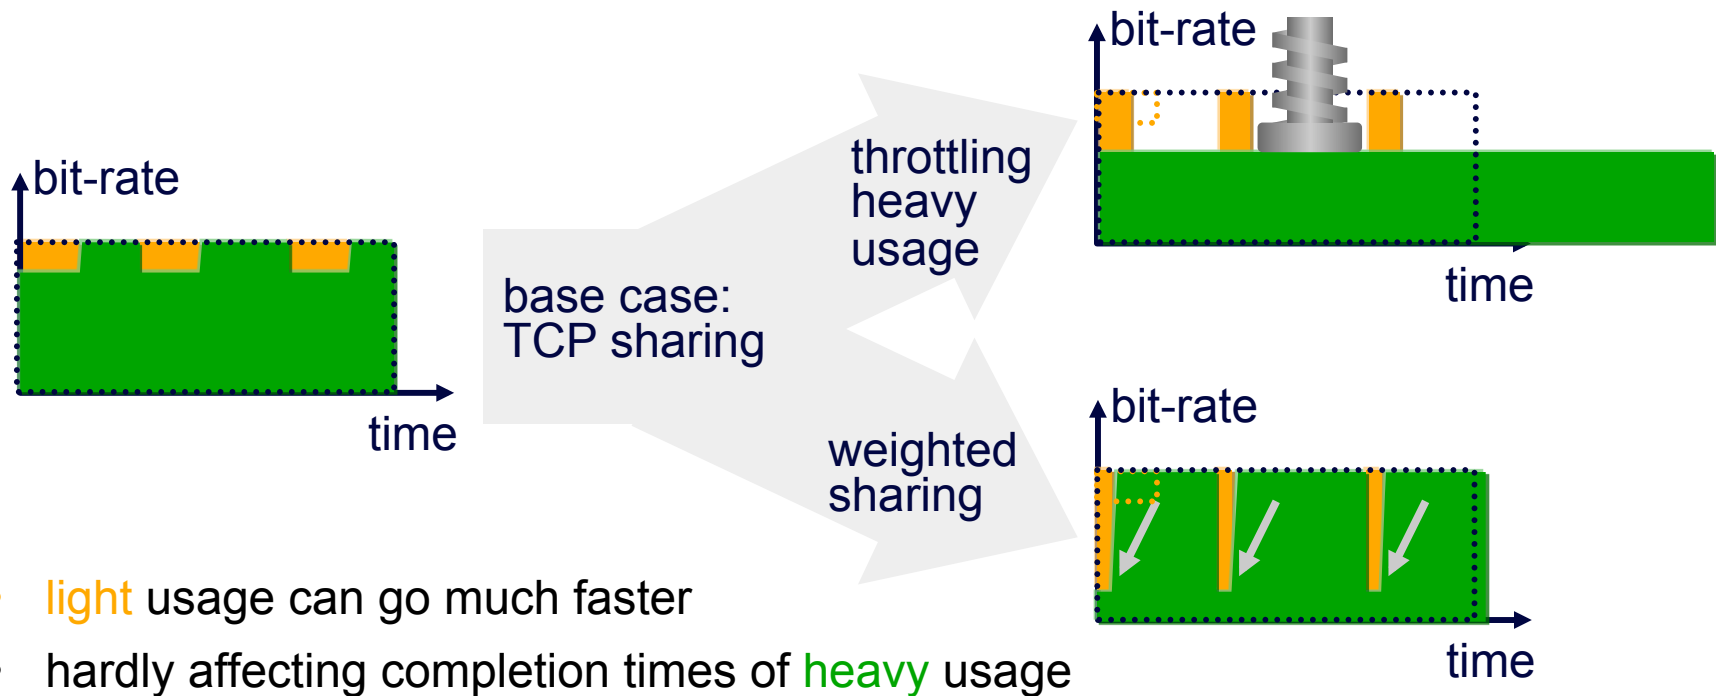 bit-rate
time
base case:
TCP sharing
throttling
heavy
usage
bit-rate
time
weighted
sharing
bit-rate
time
• light usage can go much faster
• hardly affecting completion times of heavy usage